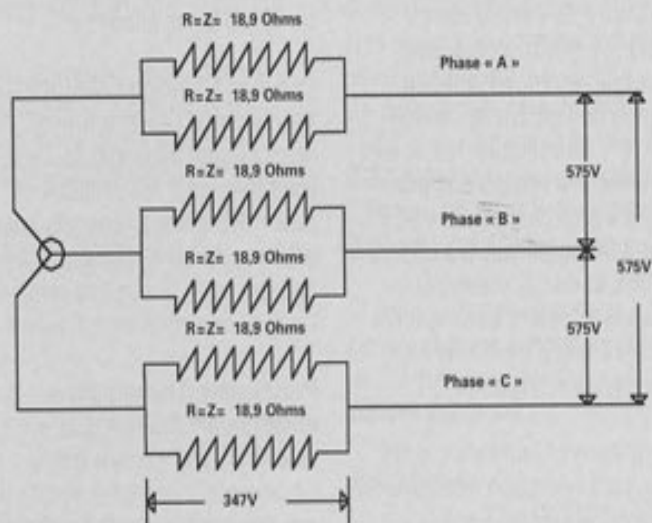 R=Z= 18,9 Ohms
Phase « A »
R=Z= 18,9 Ohms
575V
R=Z= 18,9 Ohms
Phase « B »
R=Z= 18,9 Ohms
575V
R=Z= 18,9 Ohms
575V
Phase « C »
R=Z= 18,9 Ohms
347V